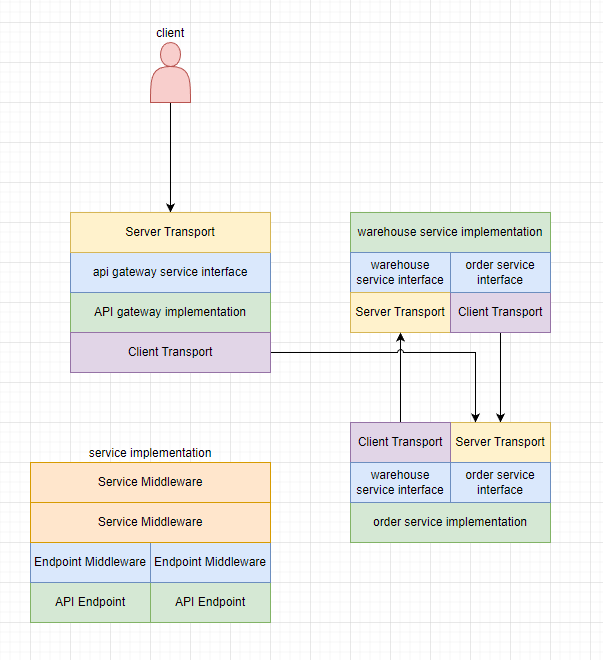 client
Server Transport
api gateway service interface
API gateway implementation
Client Transport
warehouse service implementation
warehouse
service interface
order service
interface
Server Transport
Client Transport
Client Transport
Server Transport
warehouse
service interface
order service
interface
order service implementation
service implementation
Service Middleware
Service Middleware
Endpoint Middleware
Endpoint Middleware
API Endpoint
API Endpoint